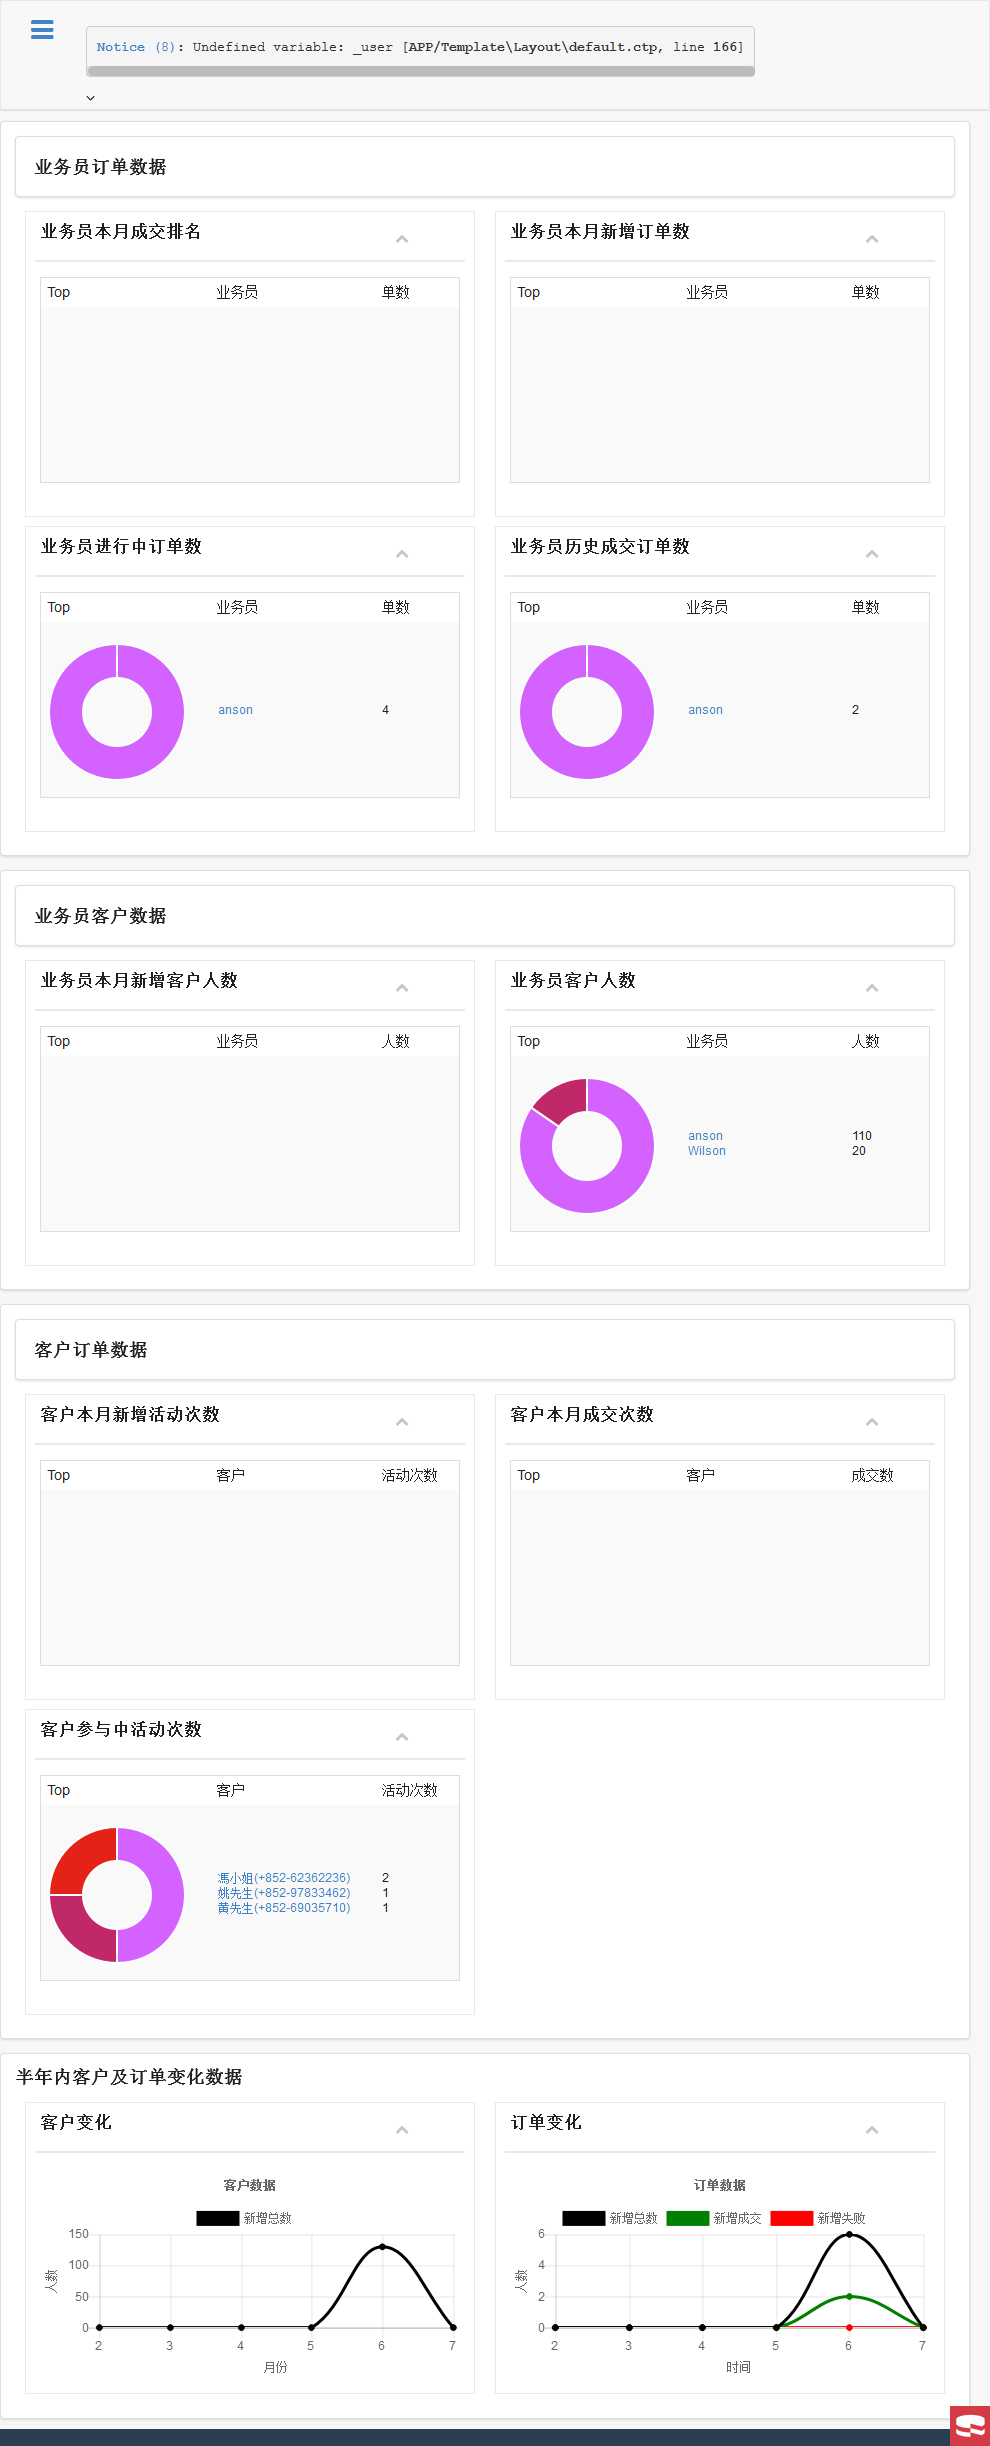 Notice (8): Undefined variable: _user [APP/Template\Layout\default.ctp, line 166]
业务员订单数据
业务员本月成交排名
Top 业务员 单数
业务员本月新增订单数
Top 业务员 单数
业务员进行中订单数
Top 业务员 单数
anson 4
业务员历史成交订单数
Top 业务员 单数
anson 2
业务员客户数据
业务员本月新增客户人数
Top 业务员 人数
业务员客户人数
Top 业务员 人数
anson 110
Wilson 20
客户订单数据
客户本月新增活动次数
Top 客户 活动次数
客户本月成交次数
Top 客户 成交数
客户参与中活动次数
Top 客户 活动次数
馮小姐(+852-62362236) 2
姚先生(+852-97833462) 1
黄先生(+852-69035710) 1
半年内客户及订单变化数据
客户变化
客户数据
新增总数
150
100
50
0
人数
2 3 4 5 6 7
月份
订单变化
订单数据
新增总数 新增成交 新增失败
6
4
2
0
人数
2 3 4 5 6 7
时间